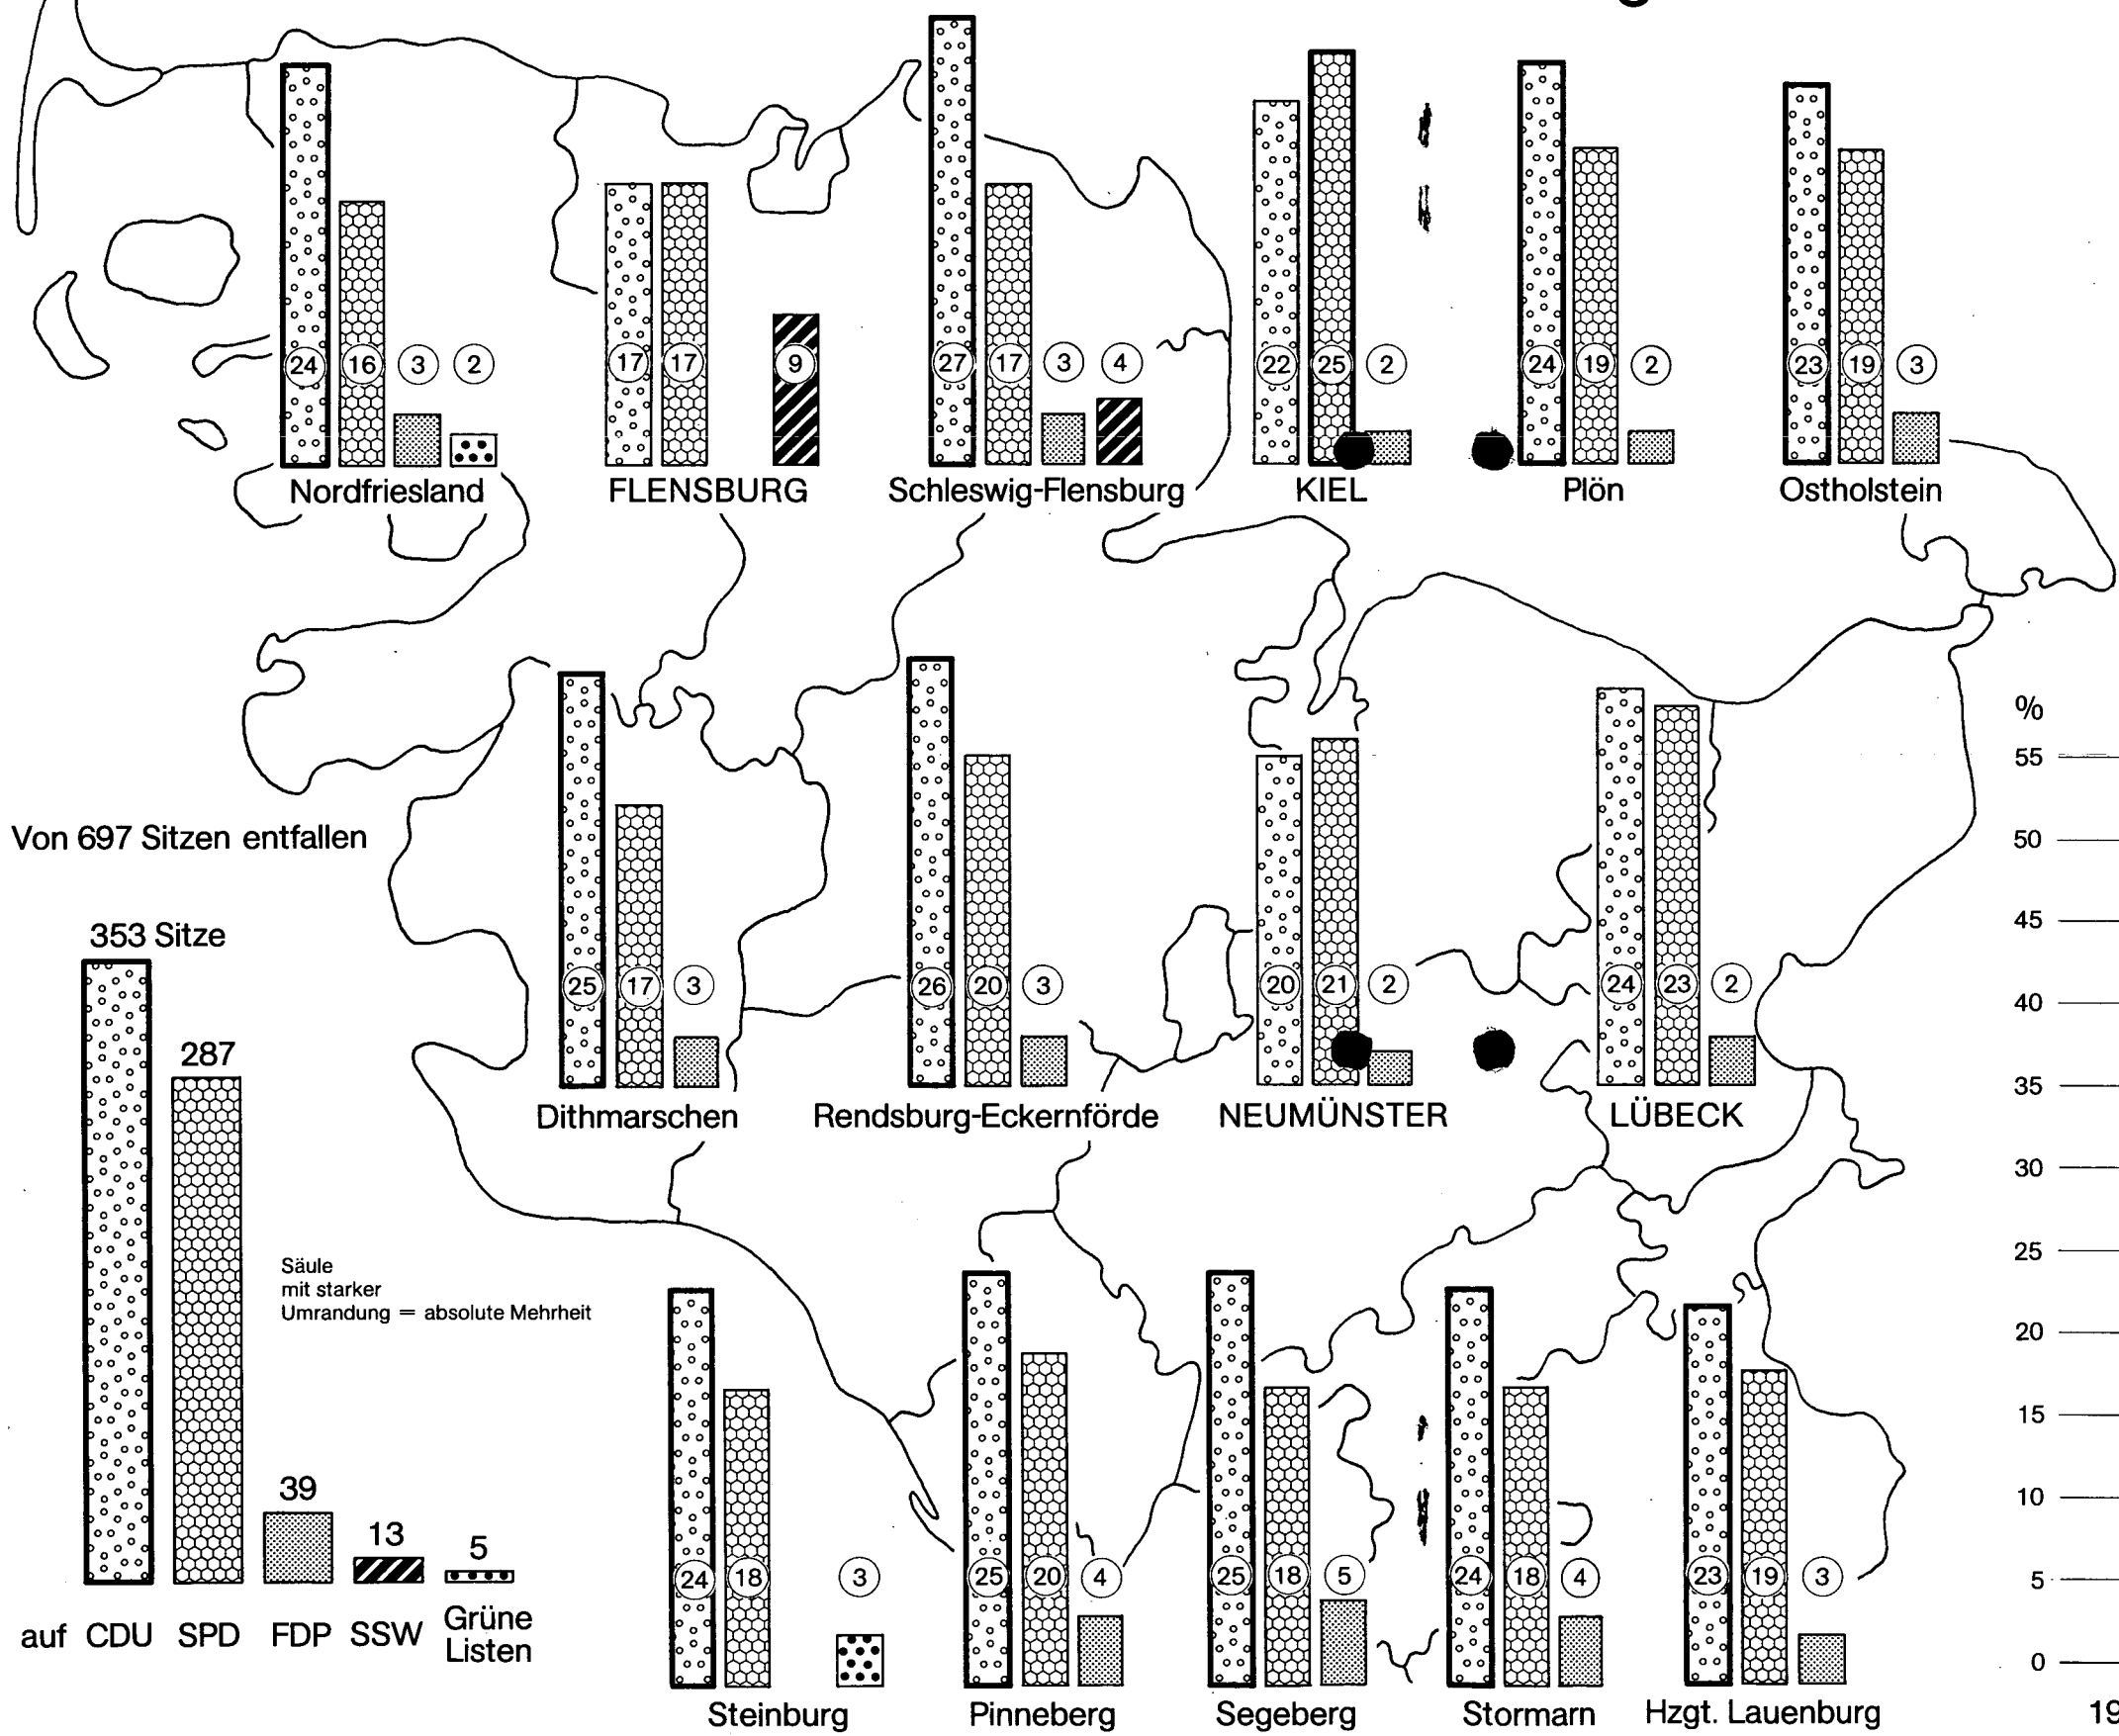 24 16 3 2
17 17 9
27 17 3 4
22 25 2
24 19 2
23 19 3
Nordfriesland
FLENSBURG
Schleswig-Flensburg
KIEL
Plön
Ostholstein
%
55
50
45
40
35
30
25
20
15
10
5
0
Von 697 Sitzen entfallen
353 Sitze
287
39
13
5
auf CDU SPD FDP SSW Grüne
Listen
Säule
mit starker
Umrandung = absolute Mehrheit
25 17 3
26 20 3
20 21 2
24 23 2
Dithmarschen
Rendsburg-Eckernförde
NEUMÜNSTER
LÜBECK
24 18 3
25 20 4
25 18 5
24 18 4
23 19 3
Steinburg
Pinneberg
Segeberg
Stormarn
Hzgt. Lauenburg